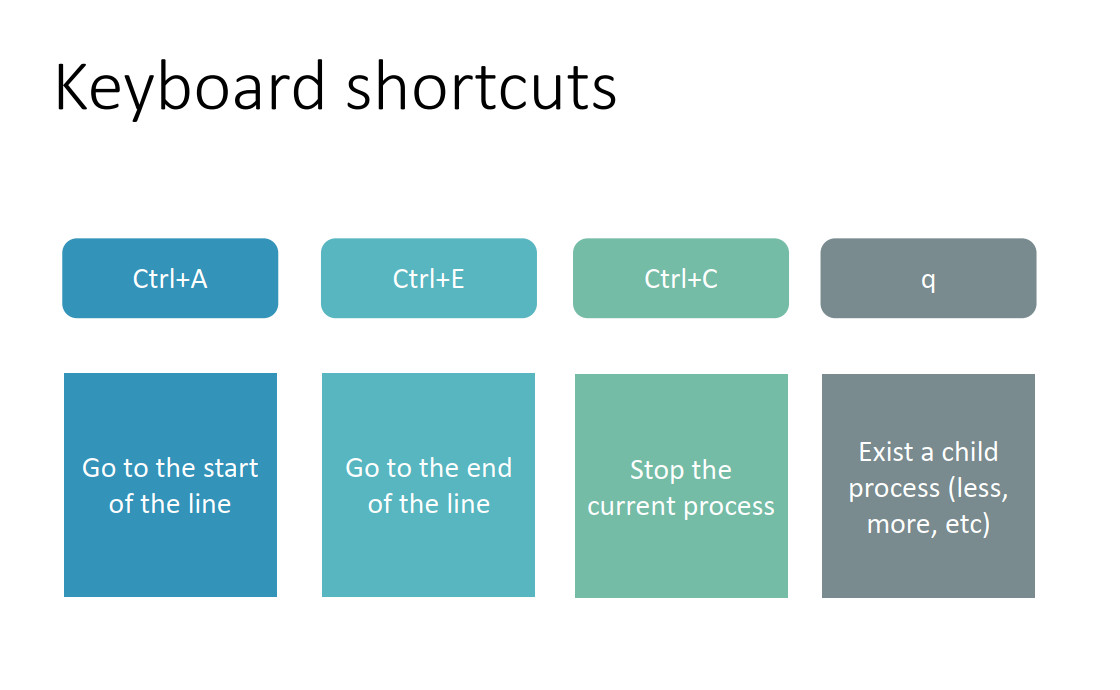 Keyboard shortcuts
Ctrl+A
Ctrl+E
Ctrl+C
q
Go to the start
of the line
Go to the end
of the line
Stop the
current process
Exist a child
process (less,
more, etc)